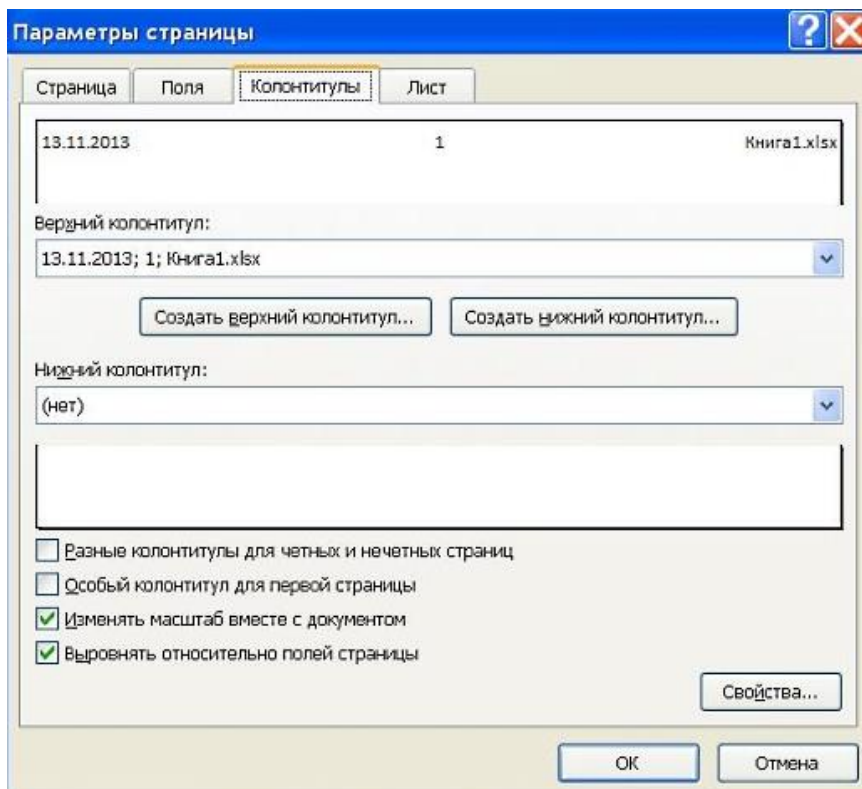 Параметры страницы
Страница Поля Колонтитулы Лист
13.11.2013 1 Книга1.xlsx
Верхний колонтитул:
13.11.2013; 1; Книга1.xlsx
Создать верхний колонтитул... Создать нижний колонтитул...
Нижний колонтитул:
(нет)
Разные колонтитулы для четных и нечетных страниц
Особый колонтитул для первой страницы
Изменять масштаб вместе с документом
Выровнять относительно полей страницы
Свойства...
ОК Отмена